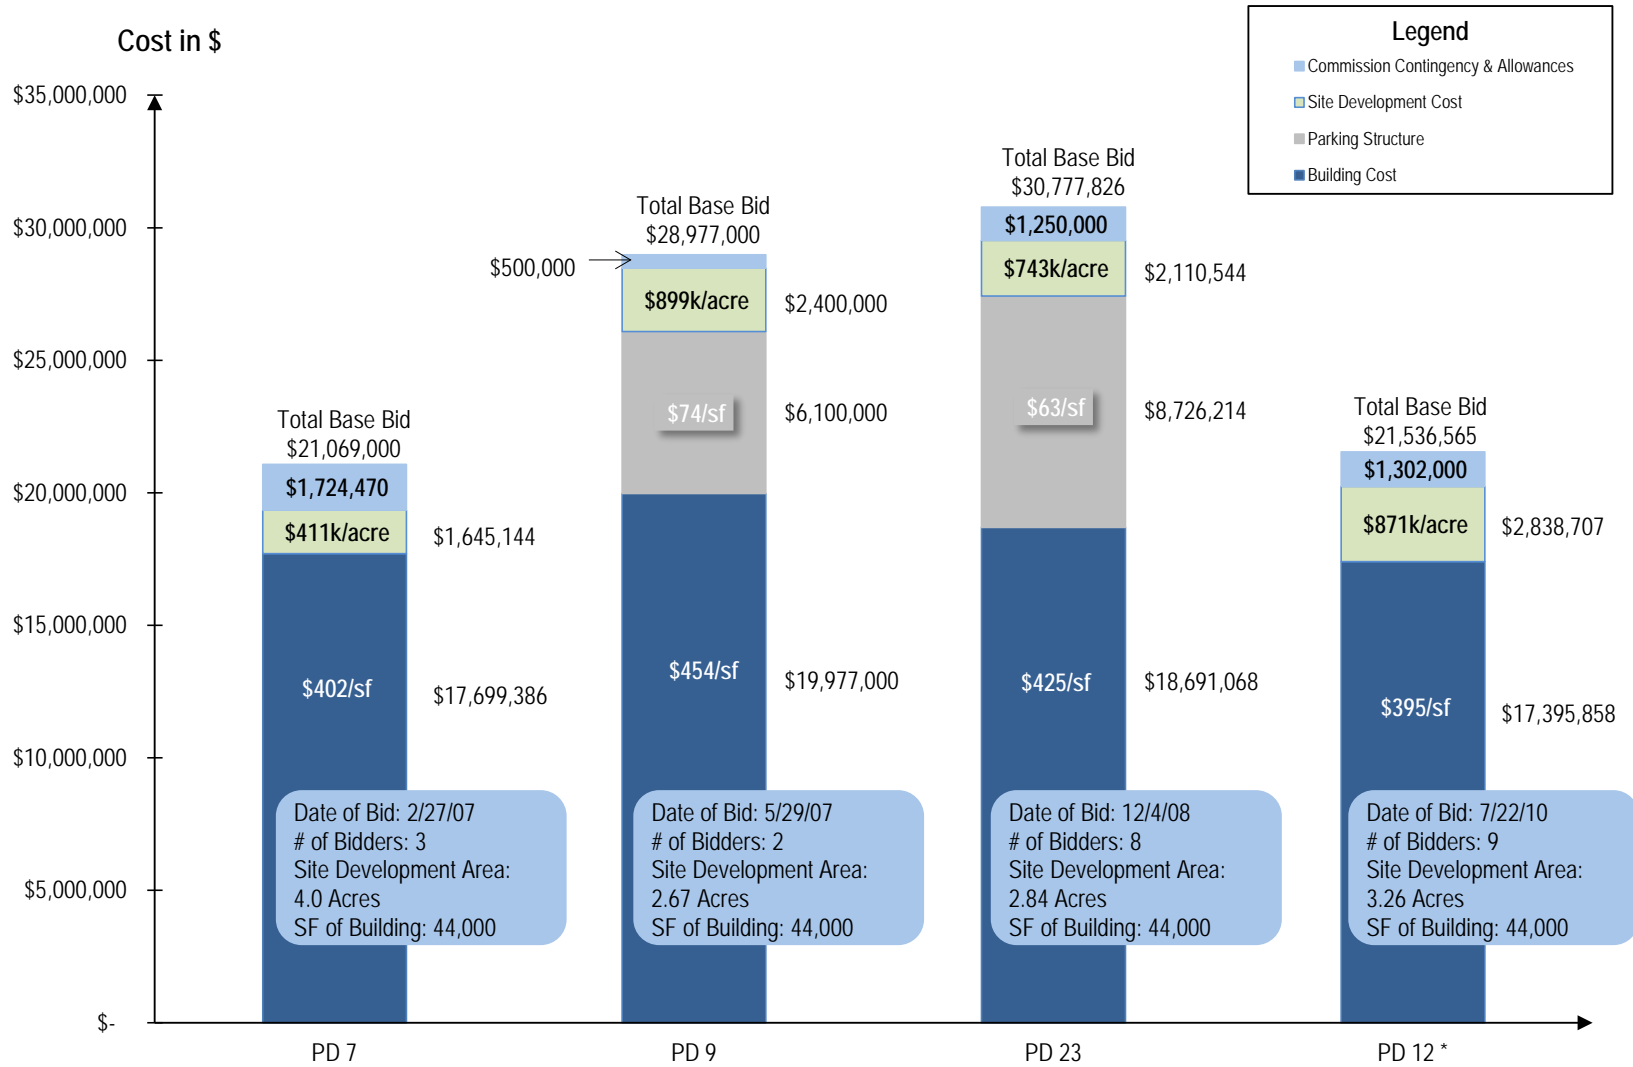 Cost in $
Legend
Commission Contingency & Allowances
Site Development Cost
Parking Structure
Building Cost
$35,000,000
$30,000,000
$25,000,000
$20,000,000
$15,000,000
$10,000,000
$5,000,000
$-
Total Base Bid
$21,069,000
$1,724,470
$411k/acre
$1,645,144
$402/sf
$17,699,386
Date of Bid: 2/27/07
# of Bidders: 3
Site Development Area:
4.0 Acres
SF of Building: 44,000
PD 7
Total Base Bid
$28,977,000
$500,000
$899k/acre
$2,400,000
$74/sf
$6,100,000
$454/sf
$19,977,000
Date of Bid: 5/29/07
# of Bidders: 2
Site Development Area:
2.67 Acres
SF of Building: 44,000
PD 9
Total Base Bid
$30,777,826
$1,250,000
$743k/acre
$2,110,544
$63/sf
$8,726,214
$425/sf
$18,691,068
Date of Bid: 12/4/08
# of Bidders: 8
Site Development Area:
2.84 Acres
SF of Building: 44,000
PD 23
Total Base Bid
$21,536,565
$1,302,000
$871k/acre
$2,838,707
$395/sf
$17,395,858
Date of Bid: 7/22/10
# of Bidders: 9
Site Development Area:
3.26 Acres
SF of Building: 44,000
PD 12 *